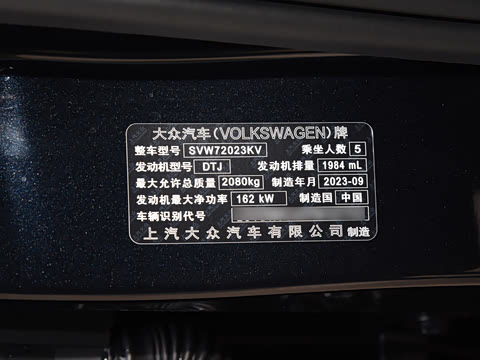 大众汽车(VOLKSWAGEN)牌
整车型号 SVW72023KV 乘坐人数 5
发动机型号 DTJ 发动机排量 1984 mL
最大允许总质量 2080kg 制造年月 2023-09
发动机最大净功率 162 kW 制造国 中国
车辆识别代号
上汽大众汽车有限公司 制造